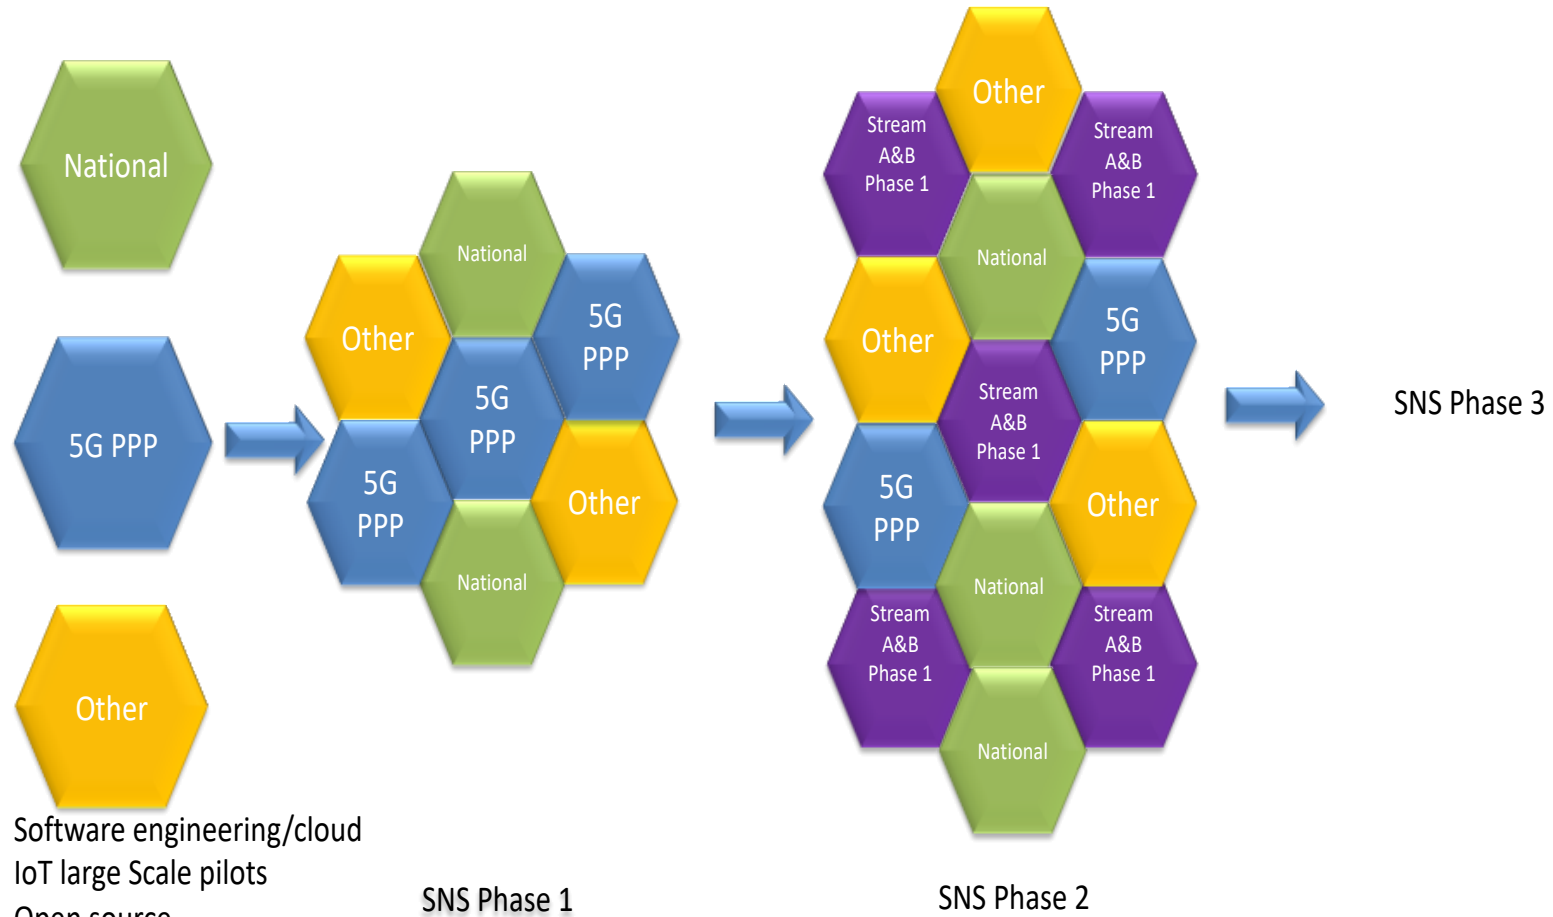 National
5G PPP
Other
Software engineering/cloud
IoT large Scale pilots
Open source
National
Other
5G
PPP
5G
PPP
5G
PPP
Other
National
SNS Phase 1
Other
Stream
A&B
Phase 1
Stream
A&B
Phase 1
National
Other
5G
PPP
Stream
A&B
Phase 1
5G
PPP
Other
National
Stream
A&B
Phase 1
Stream
A&B
Phase 1
National
SNS Phase 2
SNS Phase 3